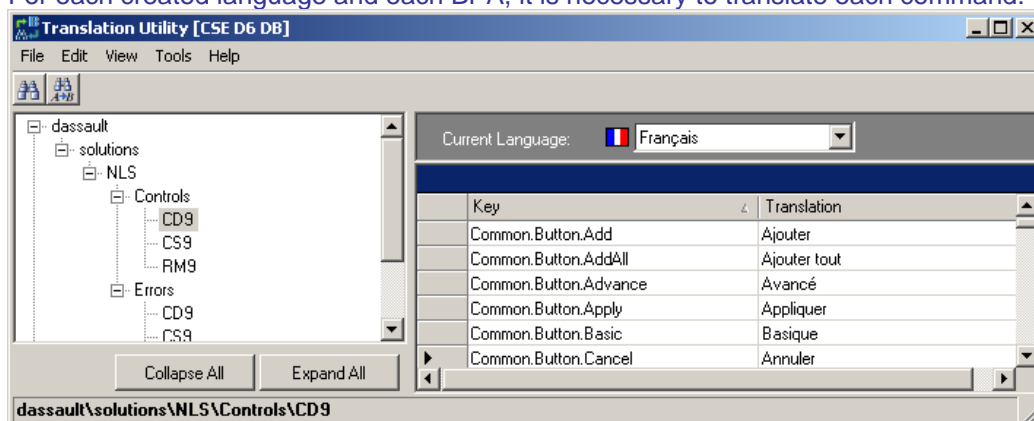 For each created language and each DPA, it is necessary to translate each command.
Translation Utility [CSE D6 DB]
File Edit View Tools Help
A→B
dassault
solutions
NLS
Controls
CD9
CS9
RM9
Errors
CD9
CS9
Collapse All Expand All
Current Language: Français
Key Translation
Common.Button.Add Ajouter
Common.Button.AddAll Ajouter tout
Common.Button.Advance Avancé
Common.Button.Apply Appliquer
Common.Button.Basic Basique
Common.Button.Cancel Annuler
dassault\solutions\NLS\Controls\CD9